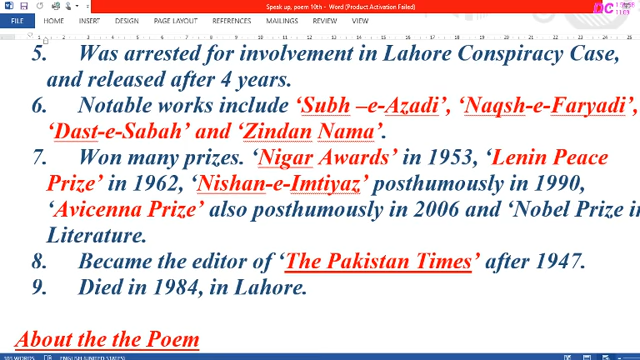 Speak up, poem 10th - Word (Product Activation Failed)
FILE HOME INSERT DESIGN PAGE LAYOUT REFERENCES MAILINGS REVIEW VIEW
5. Was arrested for involvement in Lahore Conspiracy Case,
and released after 4 years.
6. Notable works include ‘Subh –e-Azadi’, ‘Naqsh-e-Faryadi’,
‘Dast-e-Sabah’ and ‘Zindan Nama’.
7. Won many prizes. ‘Nigar Awards’ in 1953, ‘Lenin Peace
Prize’ in 1962, ‘Nishan-e-Imtiyaz’ posthumously in 1990,
‘Avicenna Prize’ also posthumously in 2006 and ‘Nobel Prize in
Literature.
8. Became the editor of ‘The Pakistan Times’ after 1947.
9. Died in 1984, in Lahore.
About the the Poem
ENGLISH (UNITED STATES)